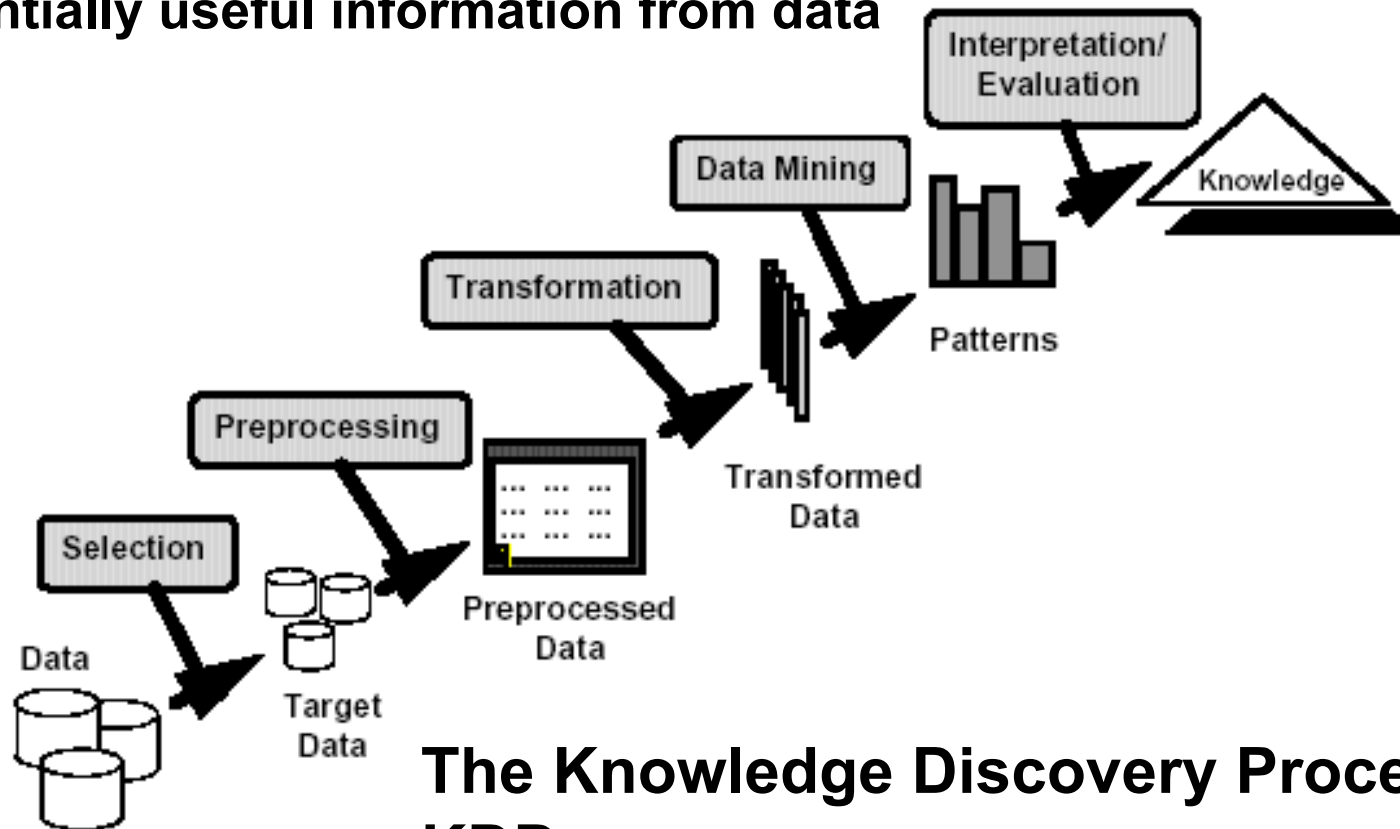 ntially useful information from data
Interpretation/
Evaluation
Knowledge
Data Mining
Patterns
Transformation
Transformed
Data
Preprocessing
Preprocessed
Data
Selection
Target
Data
Data
The Knowledge Discovery Proce